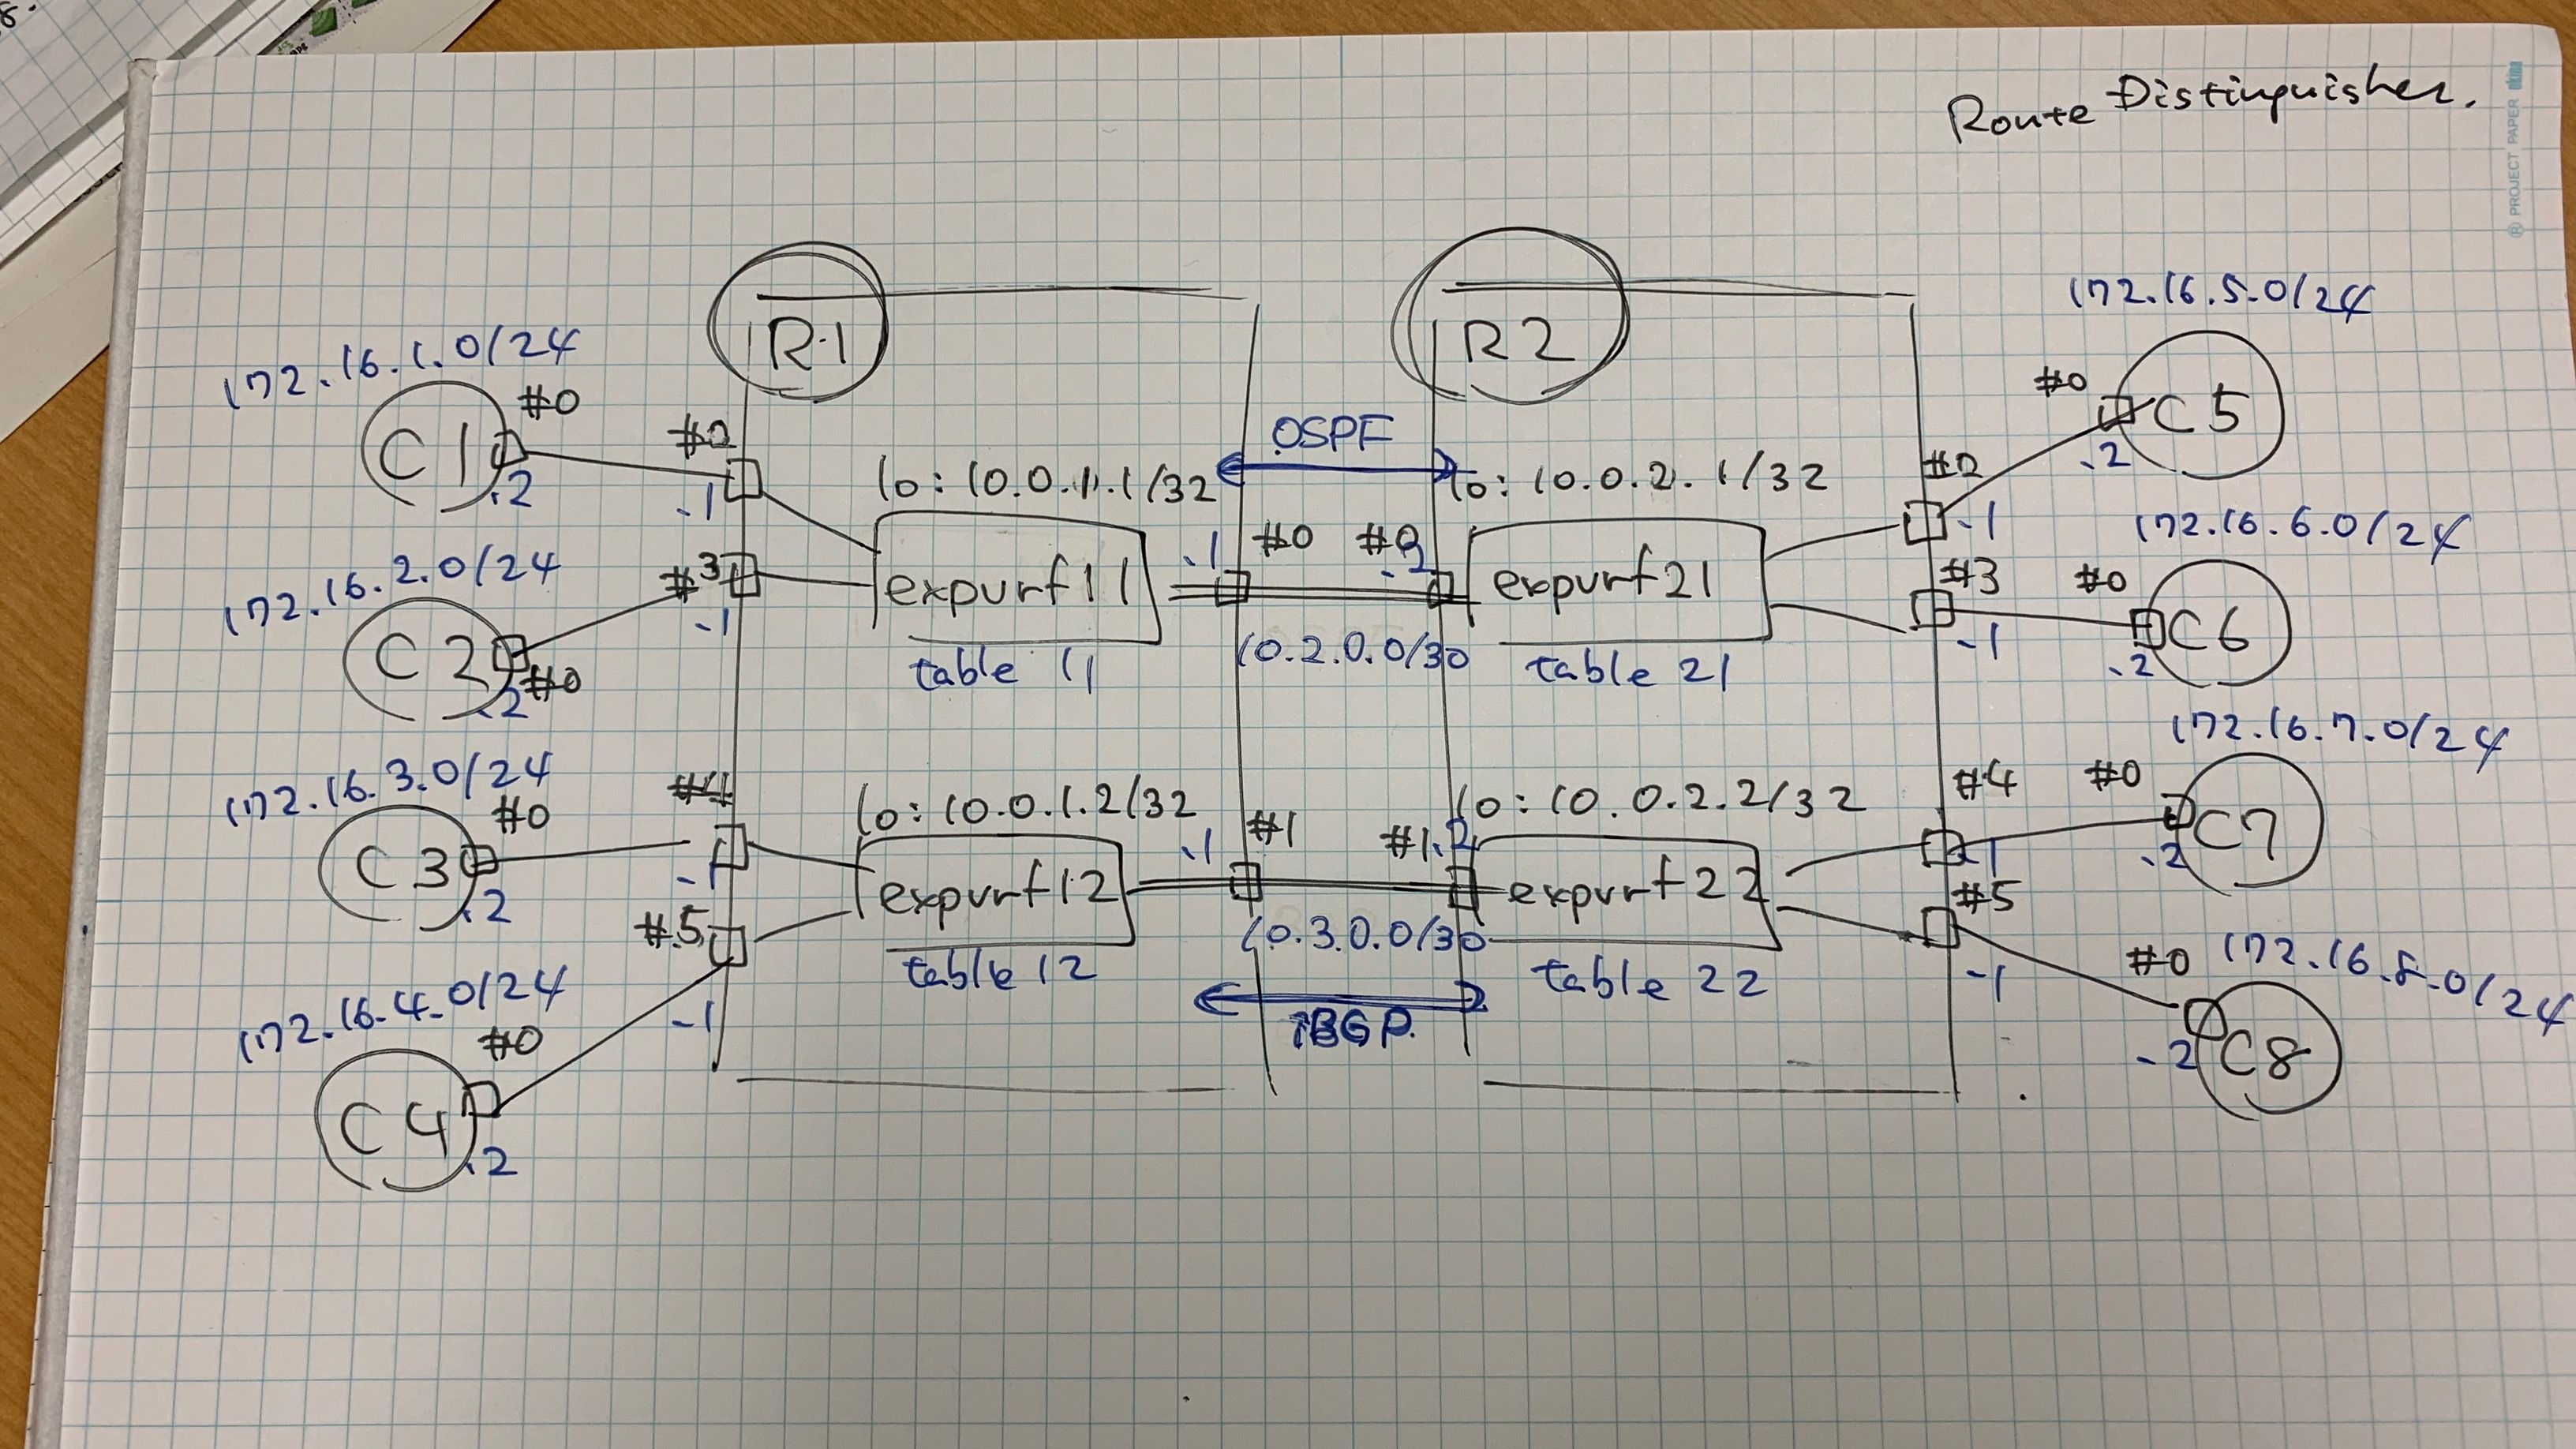 Route Distinguisher.
® PROJECT PAPER
R1
R2
172.16.5.0/24
172.16.1.0/24
#0
C1
.2
#2
.1
lo: 10.0.1.1/32
OSPF
lo: 10.0.2.1/32
#2
.1
#0
C5
.2
172.16.2.0/24
#3
.1
expvrf11
table 11
.1
#0
#0
.2
10.2.0.0/30
expvrf21
table 21
#3
.1
172.16.6.0/24
#0
C6
.2
C2
#0
.2
172.16.7.0/24
172.16.3.0/24
#0
C3
.2
#4
.1
lo: 10.0.1.2/32
expvrf12
table 12
.1
#1
#1
.2
10.3.0.0/30
lo: 10.0.2.2/32
expvrf22
table 22
#4
.1
#0
C7
.2
#5
.1
iBGP
#5
.1
172.16.4.0/24
#0
C4
.2
#0
172.16.8.0/24
C8
.2